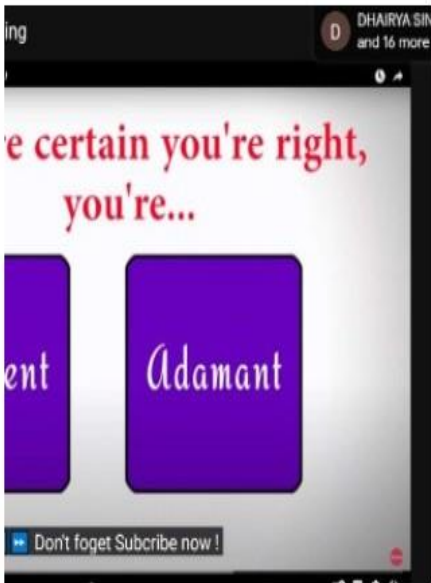 ing
D
DHAIRYA SIN
and 16 more
e certain you're right,
you're...
ent
Adamant
Don't foget Subcribe now !